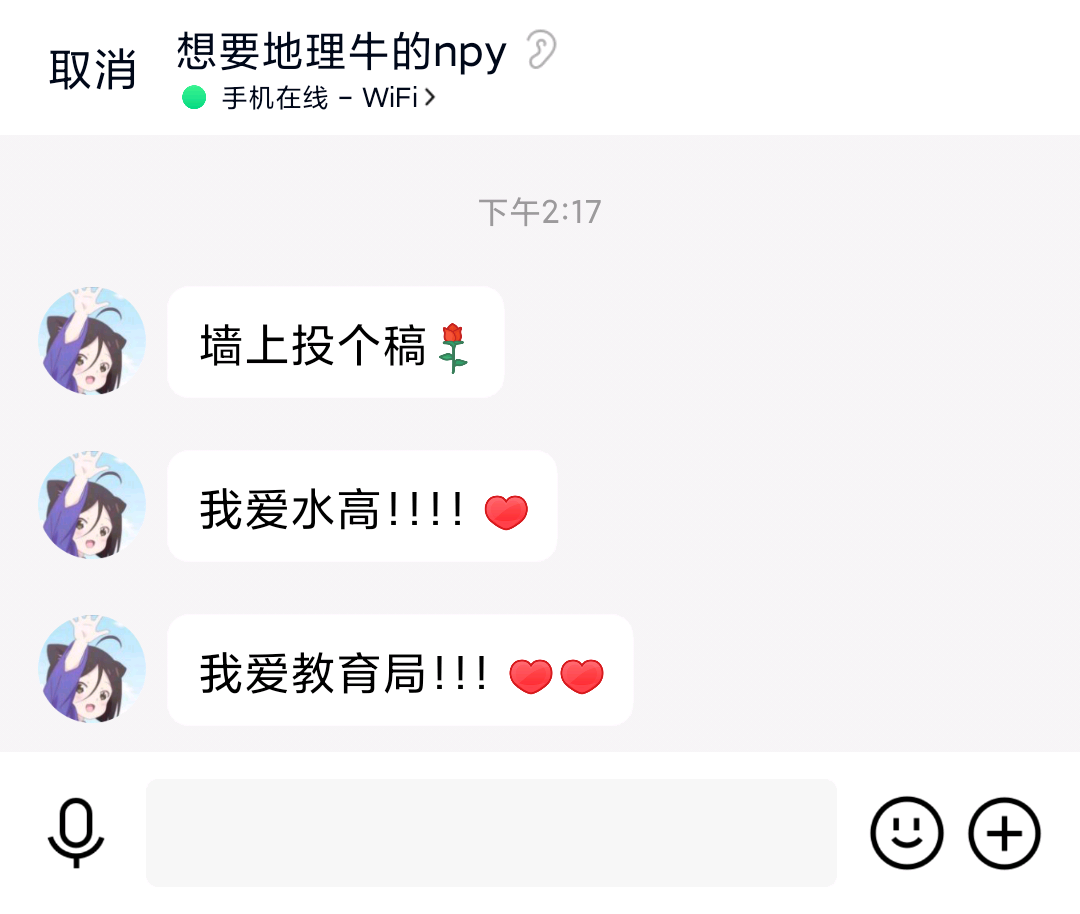 取消
想要地理牛的npy
手机在线 - WiFi
下午2:17
墙上投个稿🌹
我爱水高!!!! ❤️
我爱教育局!!! ❤️❤️